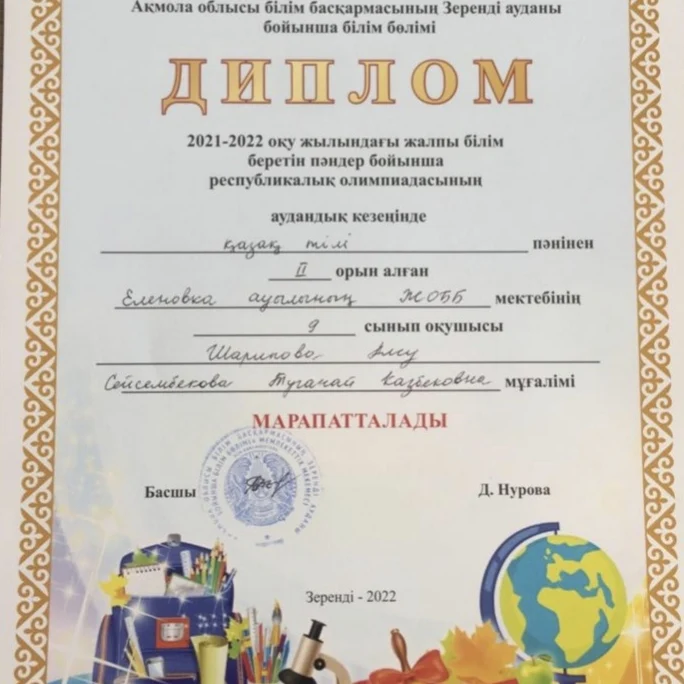 Ақмола облысы білім басқармасының Зеренді ауданы
бойынша білім бөлімі
ДИПЛОМ
2021-2022 оқу жылындағы жалпы білім
беретін пәндер бойынша
республикалық олимпиадасының
аудандық кезеңінде
қазақ тілі пәнінен
II орын алған
Еленовка ауылының ЖОББ мектебінің
9 сынып оқушысы
Шарипова Алсу
Сейсембекова Туганай Казбековна мұғалімі
МАРАПАТТАЛАДЫ
Басшы Д. Нурова
Зеренді - 2022